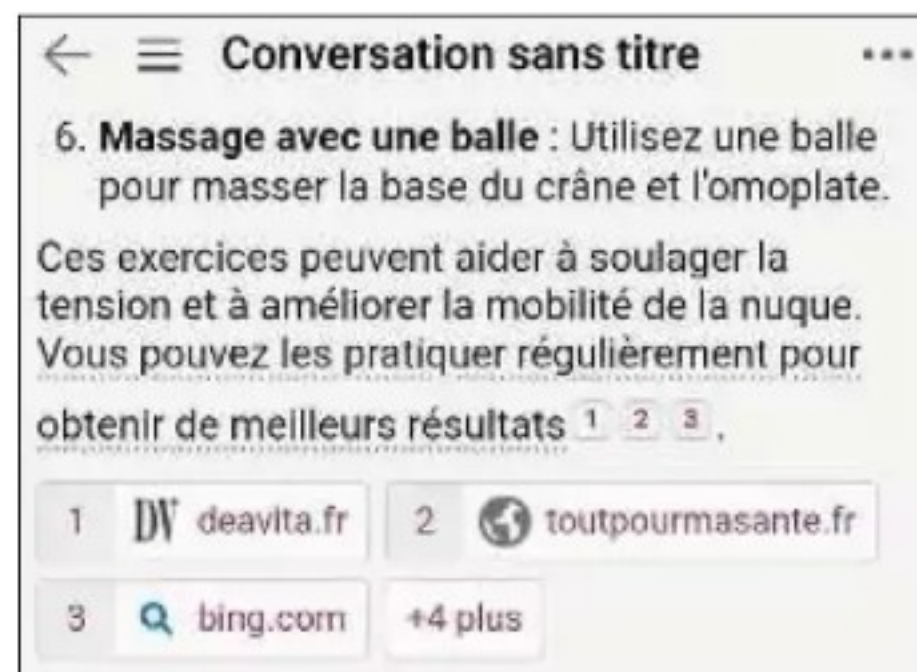 Conversation sans titre
6. Massage avec une balle : Utilisez une balle
pour masser la base du crâne et l'omoplate.
Ces exercices peuvent aider à soulager la
tension et à améliorer la mobilité de la nuque.
Vous pouvez les pratiquer régulièrement pour
obtenir de meilleurs résultats 1 2 3 .
1 DV deavita.fr 2 toutpourmasante.fr
3 bing.com +4 plus